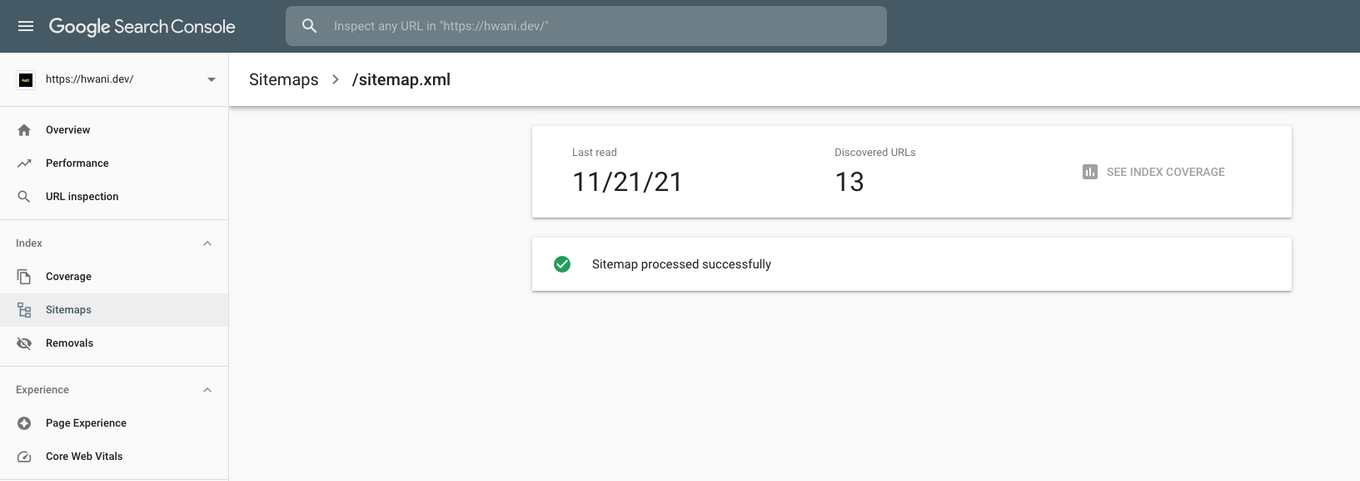 Google Search Console
Inspect any URL in "https://hwani.dev/"
https://hwani.dev/
Sitemaps > /sitemap.xml
Overview
Performance
URL inspection
Index
Coverage
Sitemaps
Removals
Experience
Page Experience
Core Web Vitals
Last read
11/21/21
Discovered URLs
13
SEE INDEX COVERAGE
Sitemap processed successfully